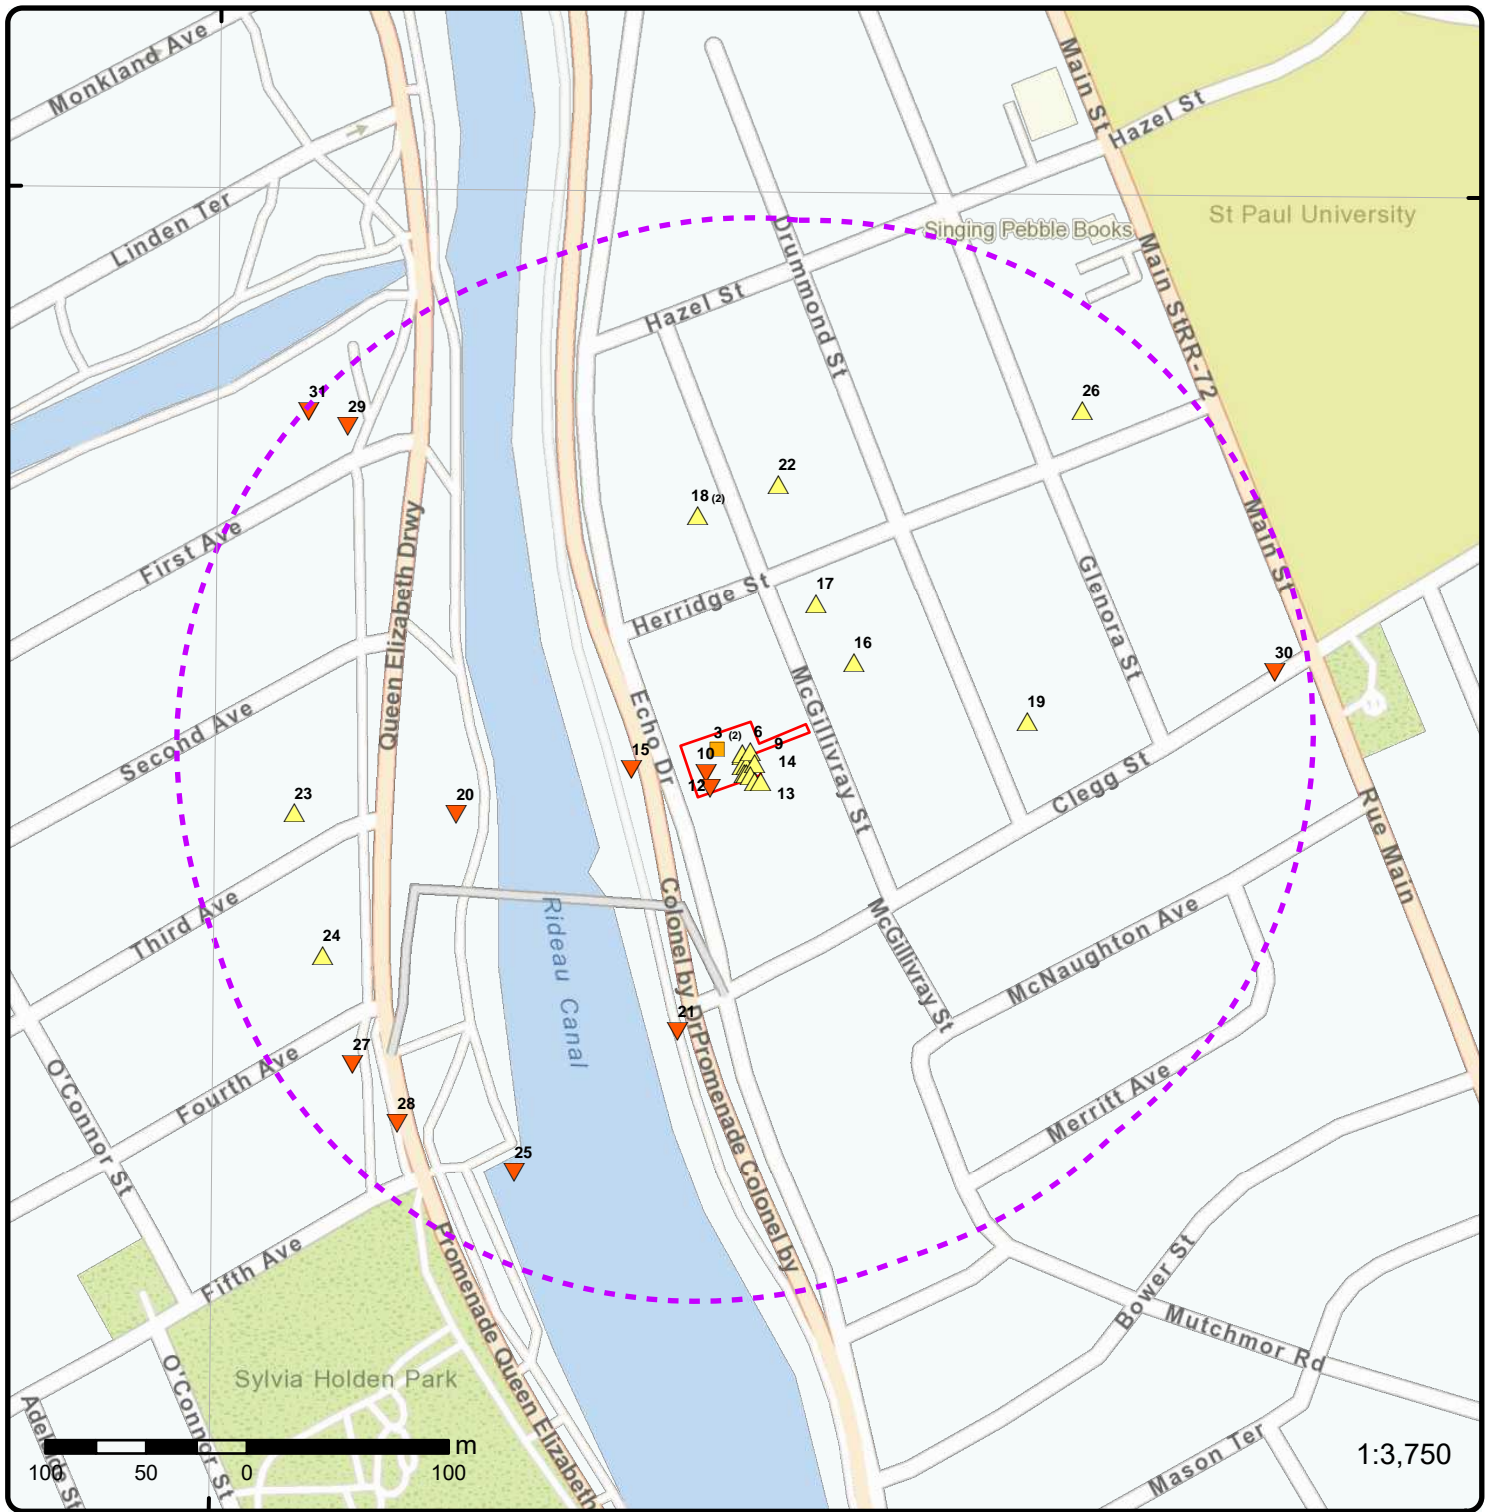 Monkland Ave
Main St
Hazel St
Linden Ter
St Paul University
Singing Pebble Books
Drummond St
Main St
RR-72
Hazel St
31
29
26
22
18 (2)
First Ave
Queen Elizabeth Drwy
Main St
Herridge St
17
Glenora St
16
30
Second Ave
Echo Dr
McGillivray St
19
3 (2)
6
15
10
9
14
12
13
Clegg St
23
20
Rue Main
Third Ave
Rideau Canal
Colonel by Dr
McGillivray St
McNaughton Ave
24
21
O'Connor St
27
Fourth Ave
Promenade Colonel by
Merritt Ave
28
25
Fifth Ave
Promenade Queen Elizabeth
Bower St
Mutchmor Rd
Sylvia Holden Park
O'Connor St
Adelaide St
Mason Ter
m
100
50
0
100
1:3,750